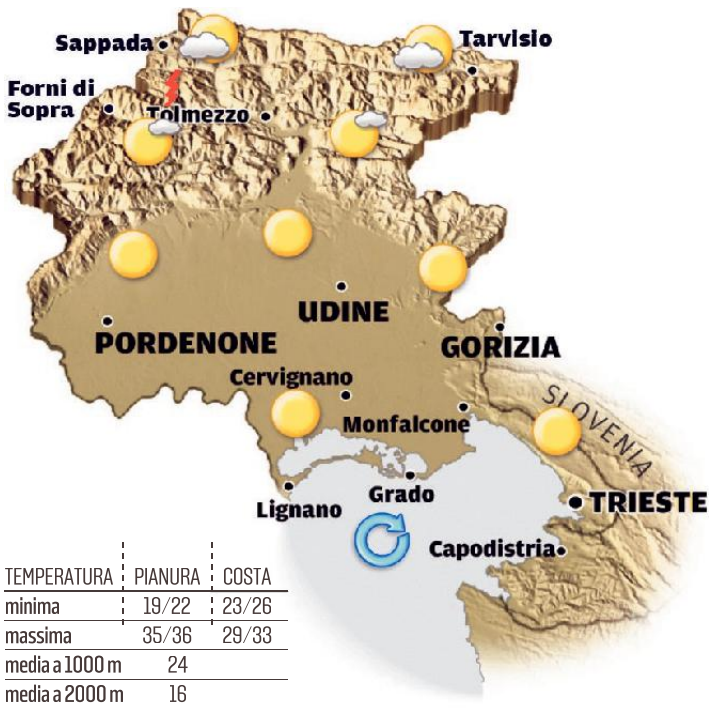 Sappada
Tarvisio
Forni di
Sopra
Tolmezzo
UDINE
PORDENONE
GORIZIA
Cervignano
SLOVENIA
Monfalcone
Grado
Lignano
TRIESTE
Capodistria
TEMPERATURA PIANURA COSTA
minima 19/22 23/26
massima 35/36 29/33
media a 1000 m 24
media a 2000 m 16